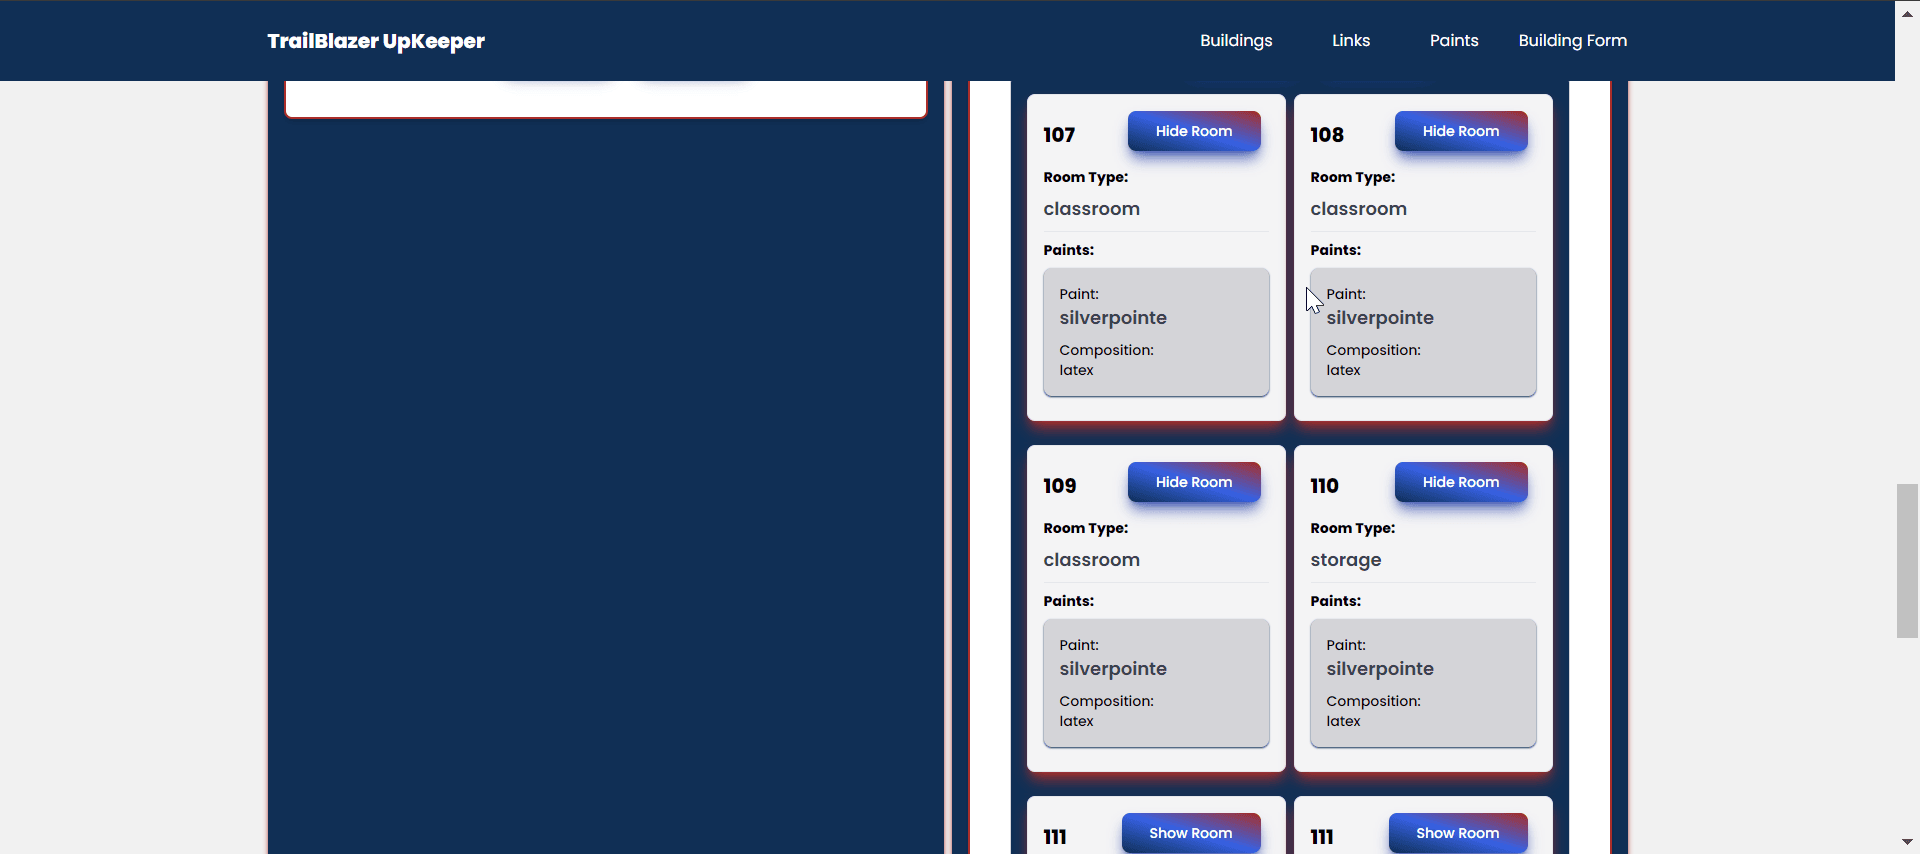 TrailBlazer UpKeeper
Buildings
Links
Paints
Building Form
107
Hide Room
Room Type:
classroom
Paints:
Paint:
silverpointe
Composition:
latex
108
Hide Room
Room Type:
classroom
Paints:
Paint:
silverpointe
Composition:
latex
109
Hide Room
Room Type:
classroom
Paints:
Paint:
silverpointe
Composition:
latex
110
Hide Room
Room Type:
storage
Paints:
Paint:
silverpointe
Composition:
latex
111
Show Room
111
Show Room